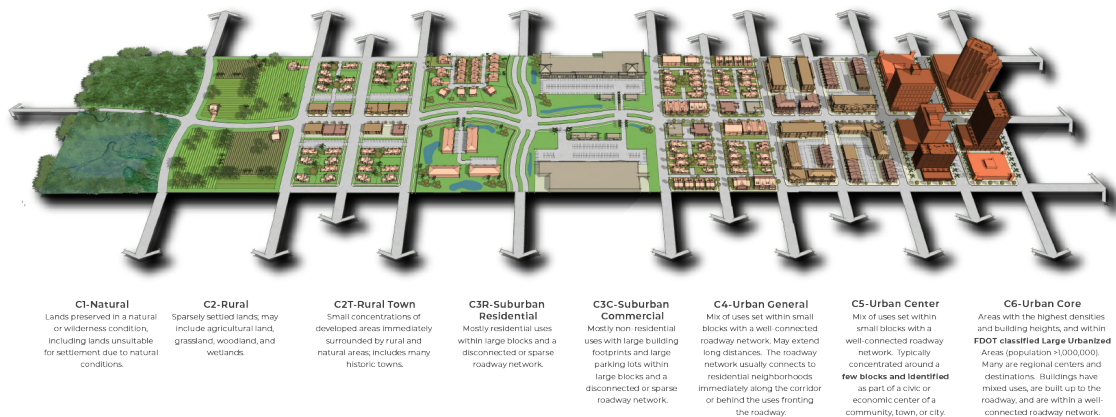 C1-Natural
Lands preserved in a natural
or wilderness condition,
including lands unsuitable
for settlement due to natural
conditions.
C2-Rural
Sparsely settled lands; may
include agricultural land,
grassland, woodland, and
wetlands.
C2T-Rural Town
Small concentrations of
developed areas immediately
surrounded by rural and
natural areas; includes many
historic towns.
C3R-Suburban
Residential
Mostly residential uses
within large blocks and a
disconnected or sparse
roadway network.
C3C-Suburban
Commercial
Mostly non-residential
uses with large building
footprints and large
parking lots within
large blocks and a
disconnected or sparse
roadway network.
C4-Urban General
Mix of uses set within small
blocks with a well-connected
roadway network. May extend
long distances. The roadway
network usually connects to
residential neighborhoods
immediately along the corridor
or behind the uses fronting
the roadway.
C5-Urban Center
Mix of uses set within
small blocks with a
well-connected roadway
network. Typically
concentrated around a
few blocks and identified
as part of a civic or
economic center of a
community, town, or city.
C6-Urban Core
Areas with the highest densities
and building heights, and within
FDOT classified Large Urbanized
Areas (population >1,000,000).
Many are regional centers and
destinations. Buildings have
mixed uses, are built up to the
roadway, and are within a well-
connected roadway network.